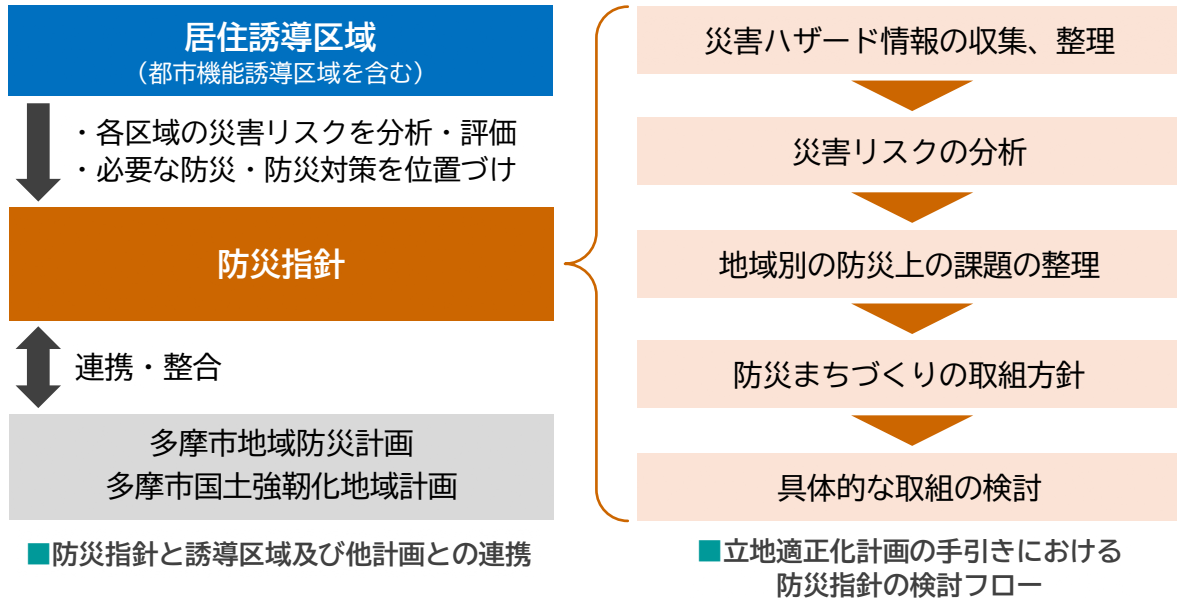 居住誘導区域
（都市機能誘導区域を含む）
・各区域の災害リスクを分析・評価
・必要な防災・防災対策を位置づけ
防災指針
連携・整合
多摩市地域防災計画
多摩市国土強靭化地域計画
■防災指針と誘導区域及び他計画との連携
災害ハザード情報の収集、整理
災害リスクの分析
地域別の防災上の課題の整理
防災まちづくりの取組方針
具体的な取組の検討
■立地適正化計画の手引きにおける
防災指針の検討フロー